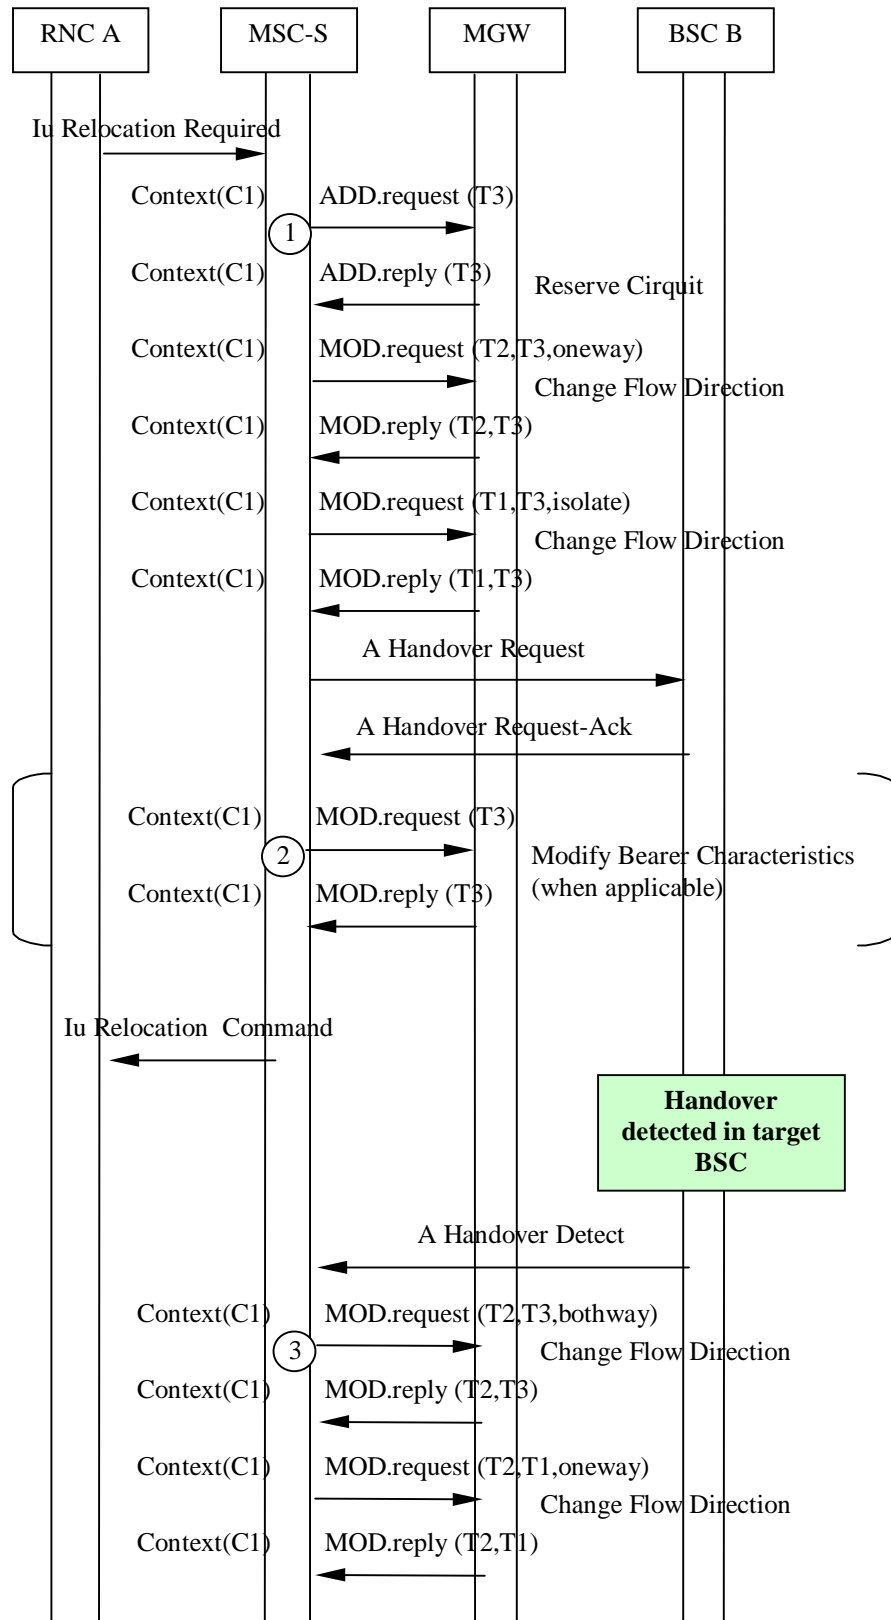 RNC A
MSC-S
MGW
BSC B
Iu Relocation Required
Context(C1)
ADD.request (T3)
1
Context(C1)
ADD.reply (T3)
Reserve Cirquit
Context(C1)
MOD.request (T2,T3,oneway)
Change Flow Direction
Context(C1)
MOD.reply (T2,T3)
Context(C1)
MOD.request (T1,T3,isolate)
Change Flow Direction
Context(C1)
MOD.reply (T1,T3)
A Handover Request
A Handover Request-Ack
Context(C1)
MOD.request (T3)
2
Modify Bearer Characteristics
(when applicable)
Context(C1)
MOD.reply (T3)
Iu Relocation  Command
Handover
detected in target
BSC
A Handover Detect
Context(C1)
MOD.request (T2,T3,bothway)
3
Change Flow Direction
Context(C1)
MOD.reply (T2,T3)
Context(C1)
MOD.request (T2,T1,oneway)
Change Flow Direction
Context(C1)
MOD.reply (T2,T1)